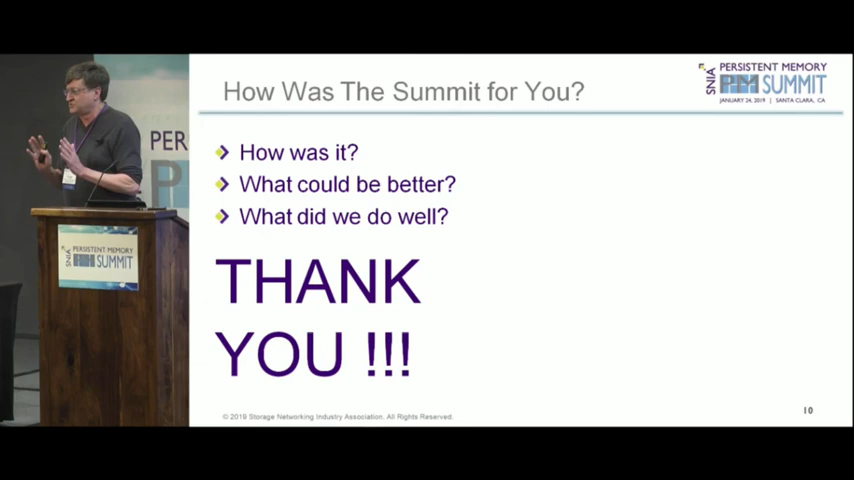 How Was The Summit for You?
SNIA
PERSISTENT MEMORY
PM SUMMIT
JANUARY 24, 2019 | SANTA CLARA, CA
How was it?
What could be better?
What did we do well?
THANK
YOU !!!
© 2019 Storage Networking Industry Association. All Rights Reserved.
10
PER
P
SNIA
PERSISTENT MEMORY
PM SUMMIT